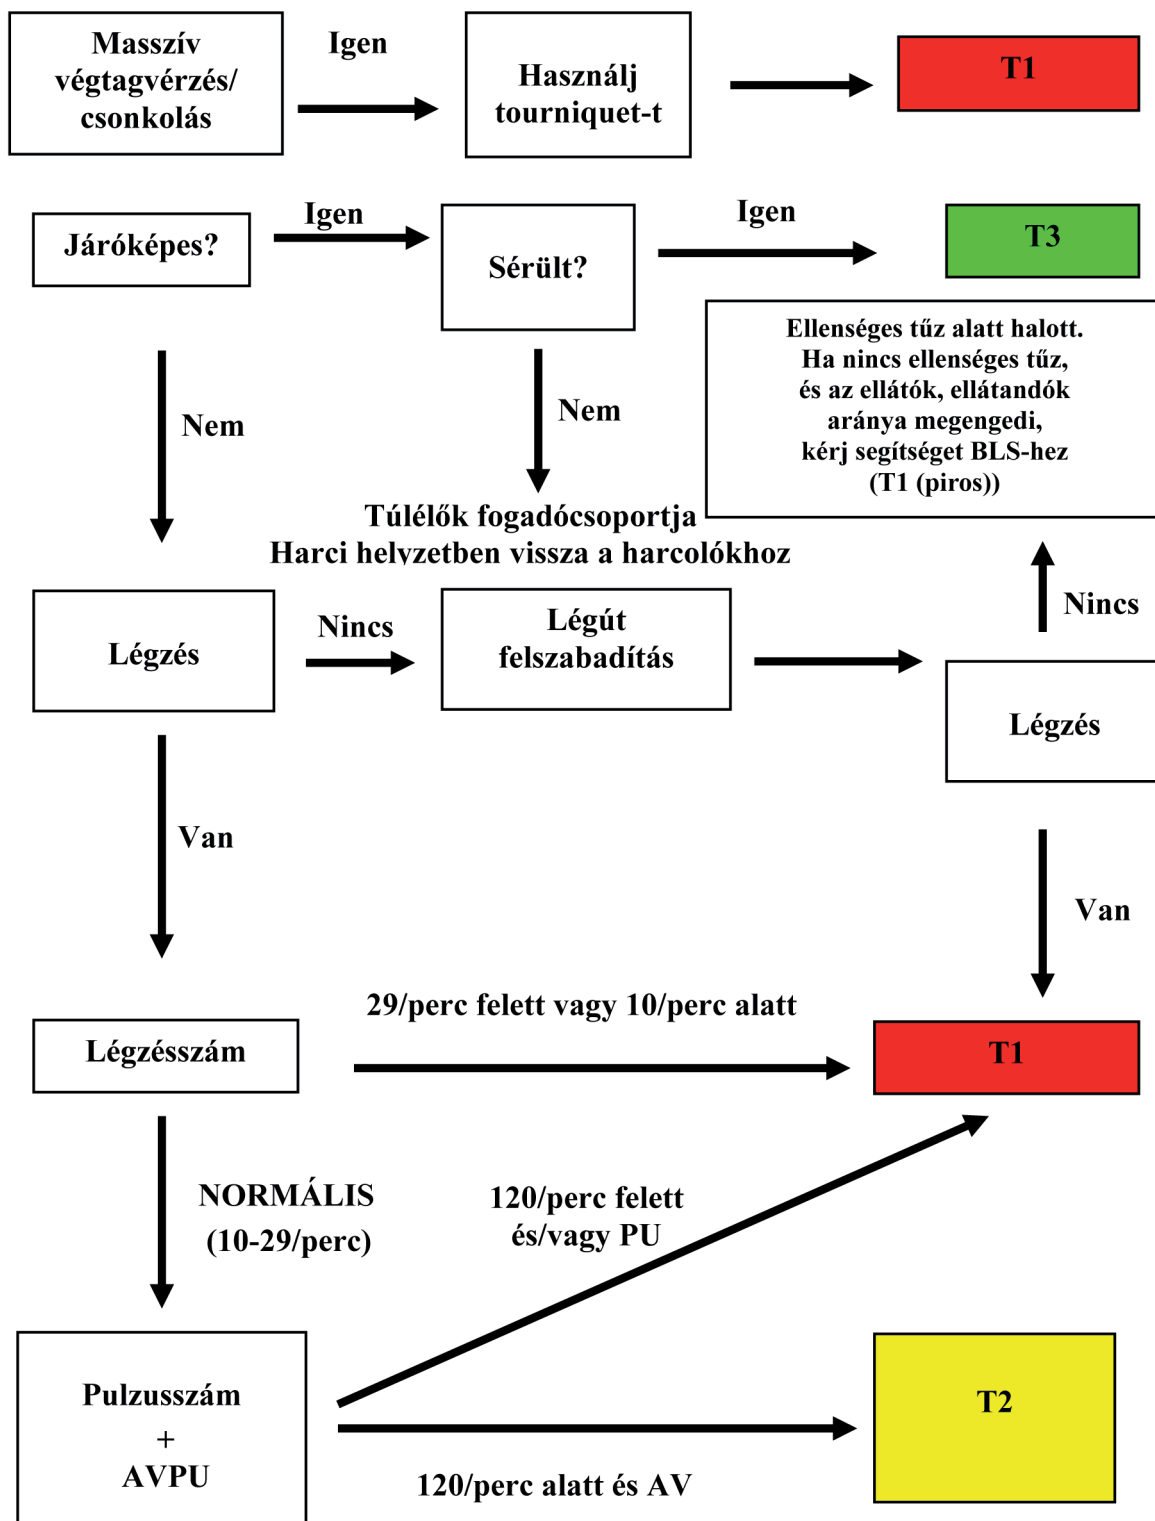 Masszív
végtagvérzés/
csonkolás
Igen
Használj
tourniquet-t
T1
Járóképes?
Igen
Sérült?
Igen
T3
Nem
Nem
Ellenséges tűz alatt halott.
Ha nincs ellenséges tűz,
és az ellátók, ellátandók
aránya megengedi,
kérj segítséget BLS-hez
(T1 (piros))
Túlélők fogadócsoportja
Harci helyzetben vissza a harcolókhoz
Légzés
Nincs
Légút
felszabadítás
Nincs
Légzés
Van
Van
Légzésszám
29/perc felett vagy 10/perc alatt
T1
NORMÁLIS
(10-29/perc)
120/perc felett
és/vagy PU
Pulzusszám
+
AVPU
120/perc alatt és AV
T2